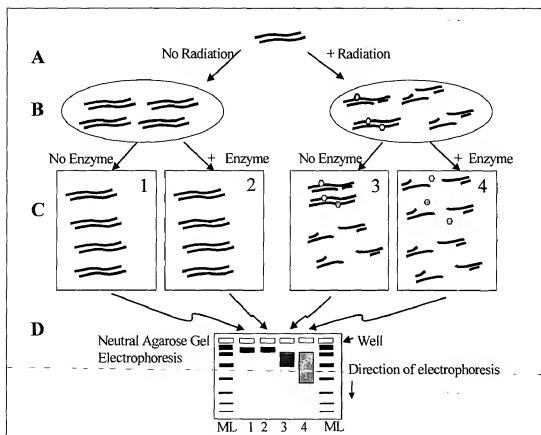 A
No Radiation
+ Radiation
B
No Enzyme
+ Enzyme
No Enzyme
+ Enzyme
C
1
2
3
4
D
Neutral Agarose Gel
Electrophoresis
Well
Direction of electrophoresis
ML 1 2 3 4 ML